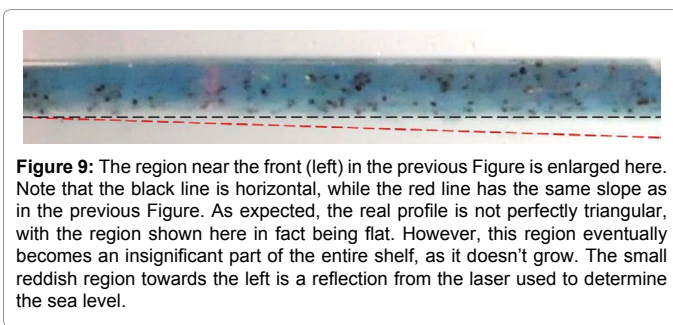 Figure 9: The region near the front (left) in the previous Figure is enlarged here.
Note that the black line is horizontal, while the red line has the same slope as
in the previous Figure. As expected, the real profile is not perfectly triangular,
with the region shown here in fact being flat. However, this region eventually
becomes an insignificant part of the entire shelf, as it doesn’t grow. The small
reddish region towards the left is a reflection from the laser used to determine
the sea level.